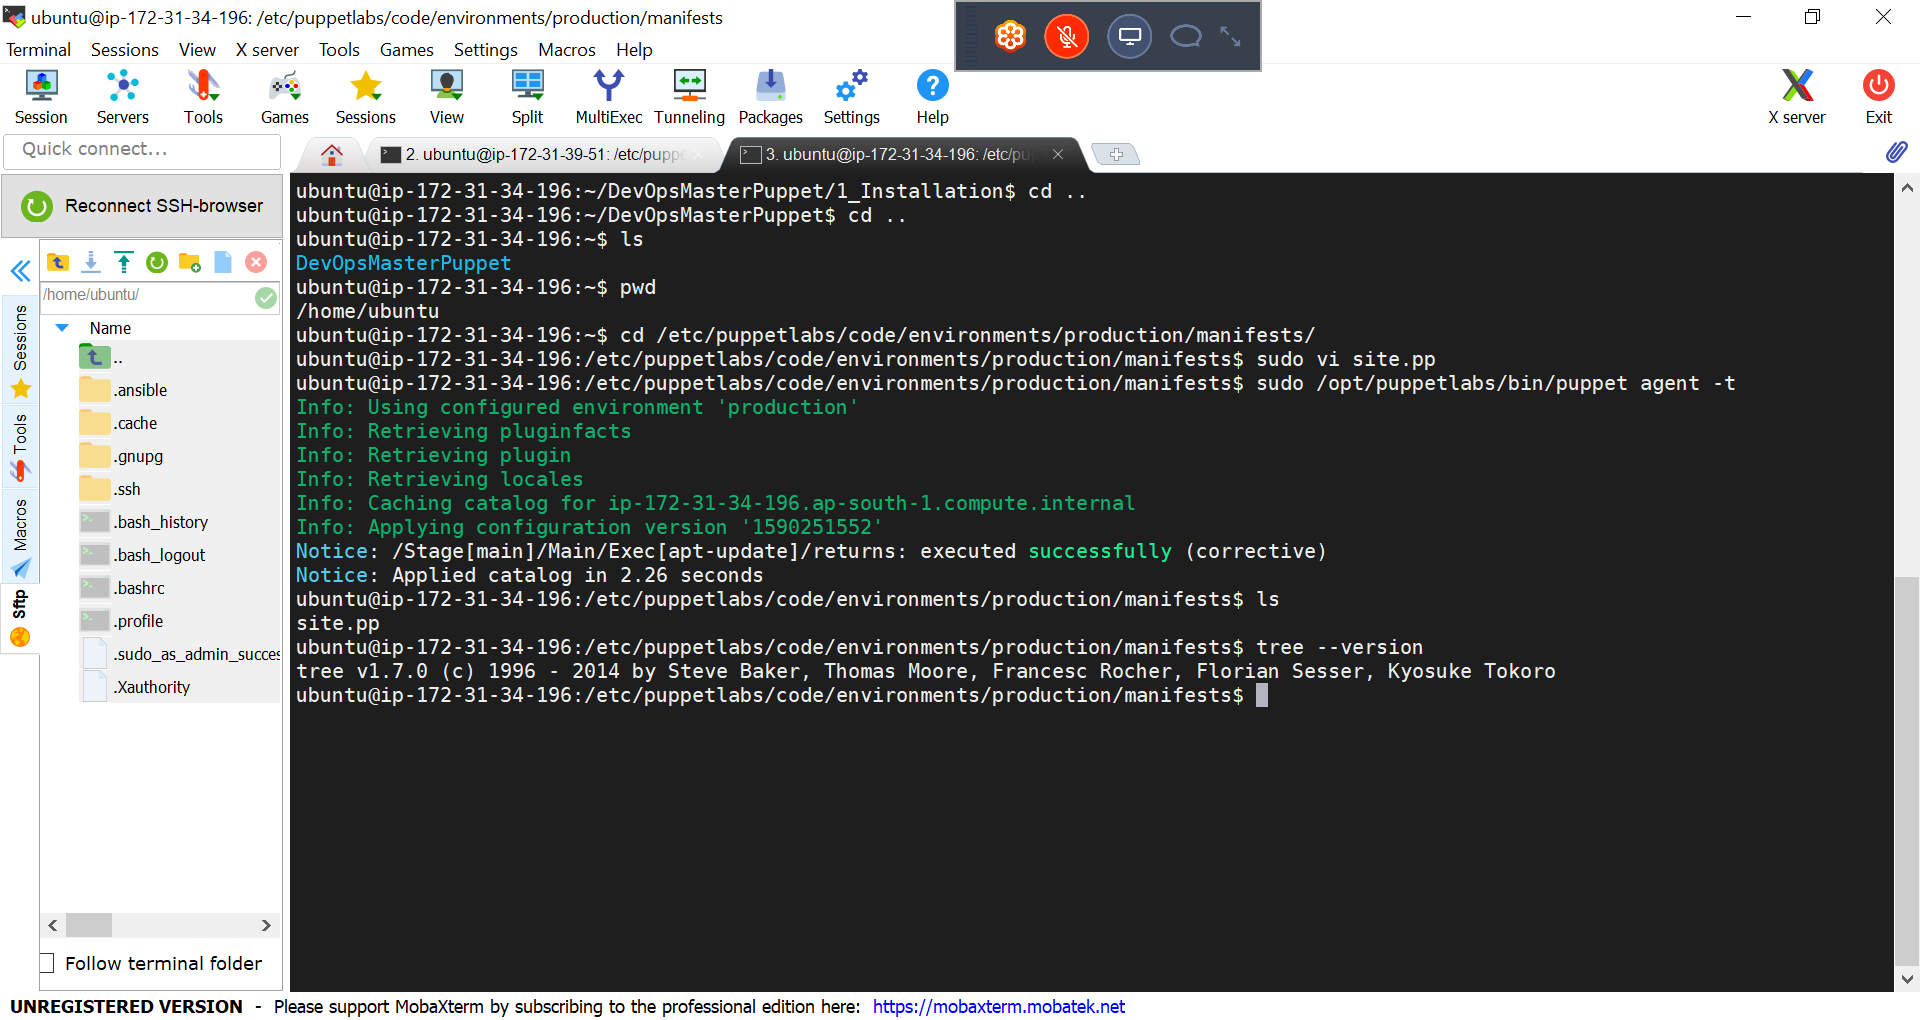 ubuntu@ip-172-31-34-196: /etc/puppetlabs/code/environments/production/manifests
Terminal Sessions View X server Tools Games Settings Macros Help
Session Servers Tools Games Sessions View Split MultiExec Tunneling Packages Settings Help X server Exit
Quick connect...
2. ubuntu@ip-172-31-39-51: /etc/puppe
3. ubuntu@ip-172-31-34-196: /etc/pu
Reconnect SSH-browser
/home/ubuntu/
Name
..
.ansible
.cache
.gnupg
.ssh
.bash_history
.bash_logout
.bashrc
.profile
.sudo_as_admin_succes
.Xauthority
Follow terminal folder
Sessions
Tools
Macros
Sftp
ubuntu@ip-172-31-34-196:~/DevOpsMasterPuppet/1_Installation$ cd ..
ubuntu@ip-172-31-34-196:~/DevOpsMasterPuppet$ cd ..
ubuntu@ip-172-31-34-196:~$ ls
DevOpsMasterPuppet
ubuntu@ip-172-31-34-196:~$ pwd
/home/ubuntu
ubuntu@ip-172-31-34-196:~$ cd /etc/puppetlabs/code/environments/production/manifests/
ubuntu@ip-172-31-34-196:/etc/puppetlabs/code/environments/production/manifests$ sudo vi site.pp
ubuntu@ip-172-31-34-196:/etc/puppetlabs/code/environments/production/manifests$ sudo /opt/puppetlabs/bin/puppet agent -t
Info: Using configured environment 'production'
Info: Retrieving pluginfacts
Info: Retrieving plugin
Info: Retrieving locales
Info: Caching catalog for ip-172-31-34-196.ap-south-1.compute.internal
Info: Applying configuration version '1590251552'
Notice: /Stage[main]/Main/Exec[apt-update]/returns: executed successfully (corrective)
Notice: Applied catalog in 2.26 seconds
ubuntu@ip-172-31-34-196:/etc/puppetlabs/code/environments/production/manifests$ ls
site.pp
ubuntu@ip-172-31-34-196:/etc/puppetlabs/code/environments/production/manifests$ tree --version
tree v1.7.0 (c) 1996 - 2014 by Steve Baker, Thomas Moore, Francesc Rocher, Florian Sesser, Kyosuke Tokoro
ubuntu@ip-172-31-34-196:/etc/puppetlabs/code/environments/production/manifests$
UNREGISTERED VERSION - Please support MobaXterm by subscribing to the professional edition here: https://mobaxterm.mobatek.net